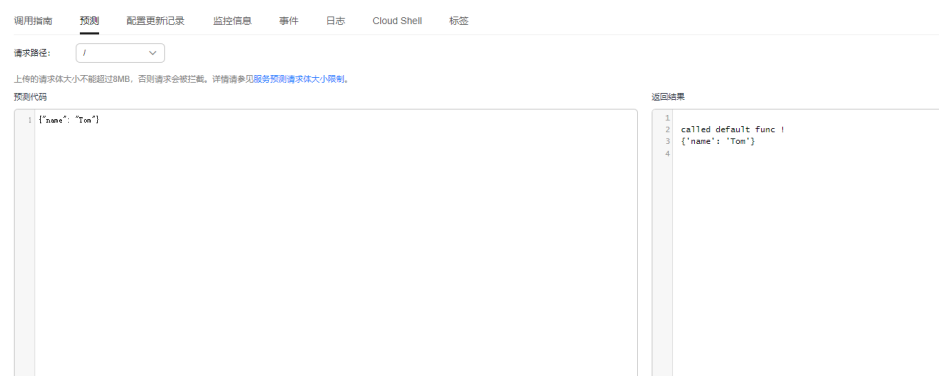 调用指南 预测 配置更新记录 监控信息 事件 日志 Cloud Shell 标签
请求路径： /
上传的请求体大小不能超过8MB，否则请求会被拦截。详情请参见服务预测请求体大小限制。
预测代码 返回结果
1 {"name": "Tom"}
1
2 called default func !
3 {'name': 'Tom'}
4